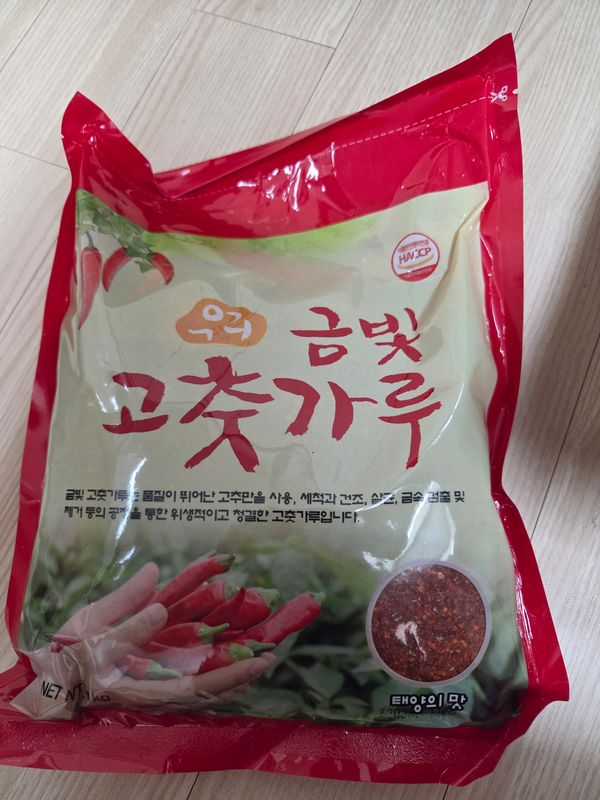 HACCP
우리 금빛
고춧가루
금빛 고춧가루는 품질이 뛰어난 고추만을 사용, 세척과 건조, 살균, 금속 검출 및
제거 등의 공정을 통한 위생적이고 청결한 고춧가루입니다.
NET WT. 1kg
태양의 맛